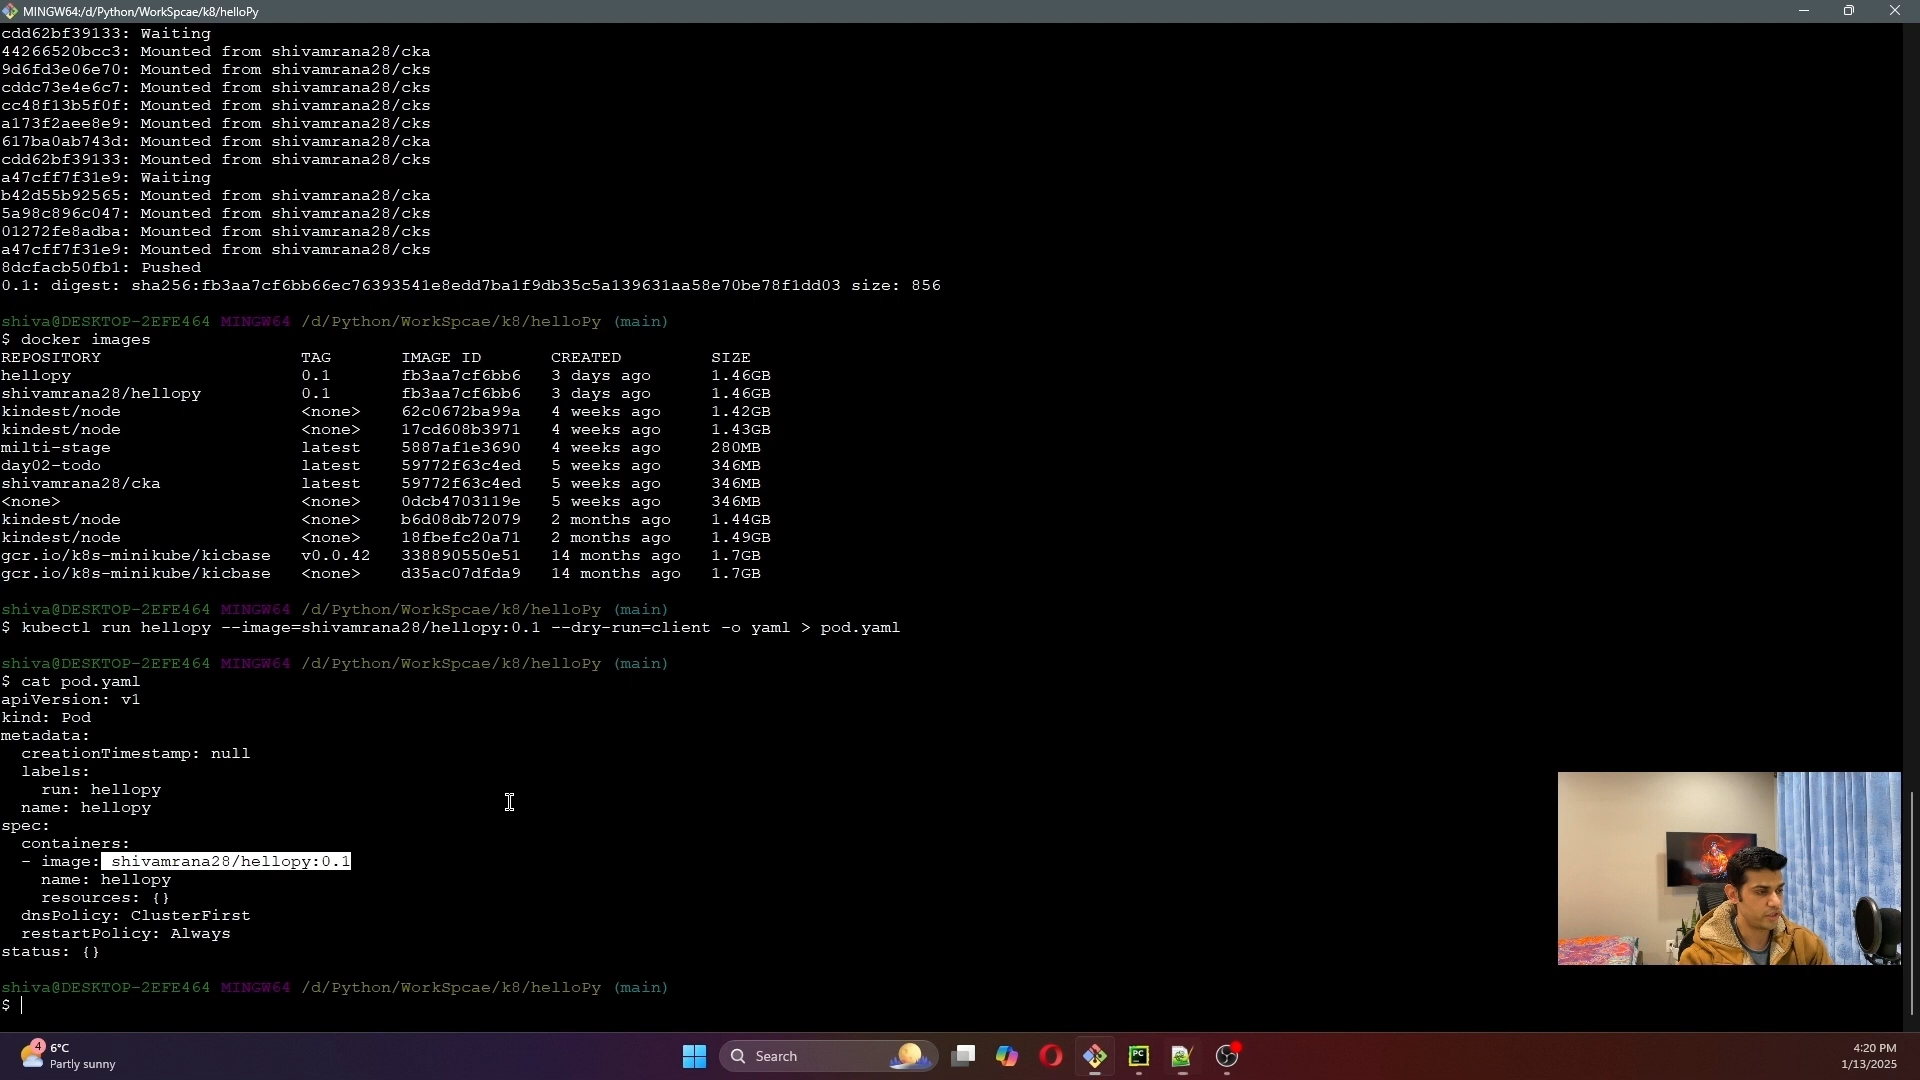 MINGW64:/d/Python/WorkSpcae/k8/helloPy
cdd62bf39133: Waiting
44266520bcc3: Mounted from shivamrana28/cka
9d6fd3e06e70: Mounted from shivamrana28/cks
cddc73e4e6c7: Mounted from shivamrana28/cks
cc48f13b5f0f: Mounted from shivamrana28/cks
a173f2aee8e9: Mounted from shivamrana28/cks
617ba0ab743d: Mounted from shivamrana28/cka
cdd62bf39133: Mounted from shivamrana28/cks
a47cff7f31e9: Waiting
b42d55b92565: Mounted from shivamrana28/cka
5a98c896c047: Mounted from shivamrana28/cks
01272fe8adba: Mounted from shivamrana28/cks
a47cff7f31e9: Mounted from shivamrana28/cks
8dcfacb50fb1: Pushed
0.1: digest: sha256:fb3aa7cf6bb66ec76393541e8edd7ba1f9db35c5a139631aa58e70be78f1dd03 size: 856
shiva@DESKTOP-2EFE464 MINGW64 /d/Python/WorkSpcae/k8/helloPy (main)
$ docker images
REPOSITORY TAG IMAGE ID CREATED SIZE
hellopy 0.1 fb3aa7cf6bb6 3 days ago 1.46GB
shivamrana28/hellopy 0.1 fb3aa7cf6bb6 3 days ago 1.46GB
kindest/node <none> 62c0672ba99a 4 weeks ago 1.42GB
kindest/node <none> 17cd608b3971 4 weeks ago 1.43GB
milti-stage latest 5887af1e3690 4 weeks ago 280MB
day02-todo latest 59772f63c4ed 5 weeks ago 346MB
shivamrana28/cka latest 59772f63c4ed 5 weeks ago 346MB
<none> <none> 0dcb4703119e 5 weeks ago 346MB
kindest/node <none> b6d08db72079 2 months ago 1.44GB
kindest/node <none> 18fbefc20a71 2 months ago 1.49GB
gcr.io/k8s-minikube/kicbase v0.0.42 338890550e51 14 months ago 1.7GB
gcr.io/k8s-minikube/kicbase <none> d35ac07dfda9 14 months ago 1.7GB
shiva@DESKTOP-2EFE464 MINGW64 /d/Python/WorkSpcae/k8/helloPy (main)
$ kubectl run hellopy --image=shivamrana28/hellopy:0.1 --dry-run=client -o yaml > pod.yaml
shiva@DESKTOP-2EFE464 MINGW64 /d/Python/WorkSpcae/k8/helloPy (main)
$ cat pod.yaml
apiVersion: v1
kind: Pod
metadata:
creationTimestamp: null
labels:
run: hellopy
name: hellopy
spec:
containers:
- image: shivamrana28/hellopy:0.1
name: hellopy
resources: {}
dnsPolicy: ClusterFirst
restartPolicy: Always
status: {}
shiva@DESKTOP-2EFE464 MINGW64 /d/Python/WorkSpcae/k8/helloPy (main)
$
4
6°C
Partly sunny
Search
PC
4:20 PM
1/13/2025